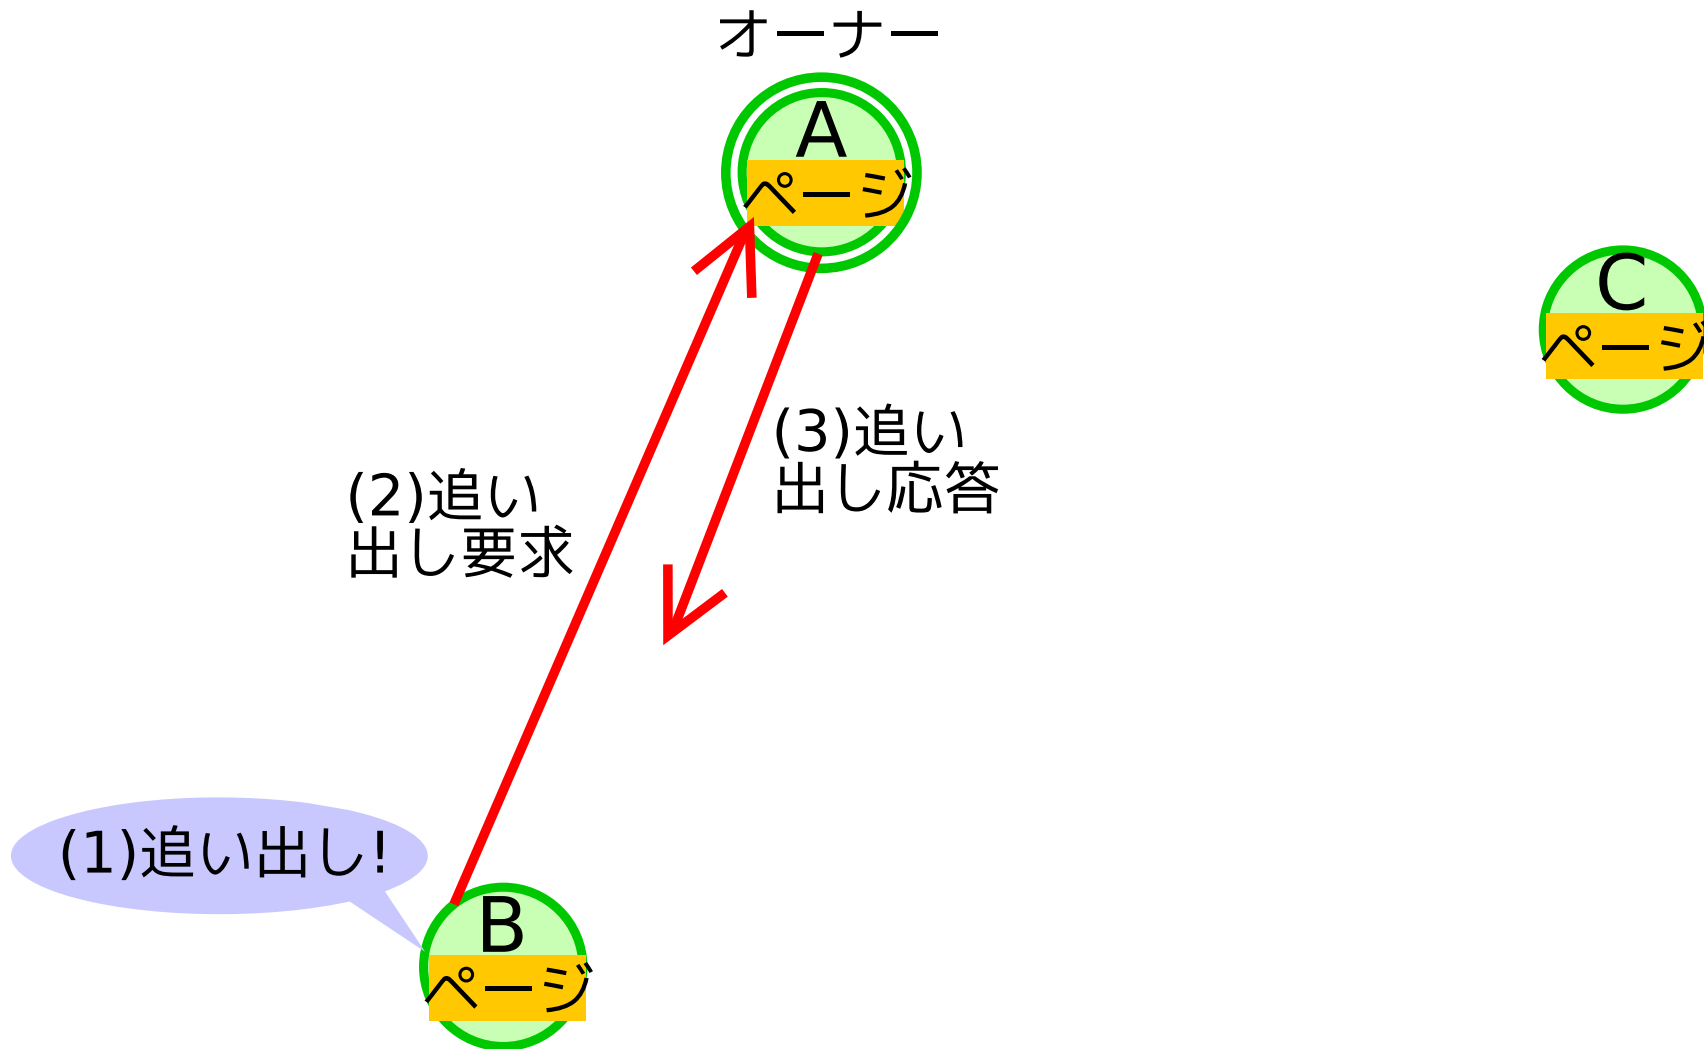 オーナー
A
ページ
C
ページ
(3)追い
出し応答
(2)追い
出し要求
(1)追い出し!
B
ページ